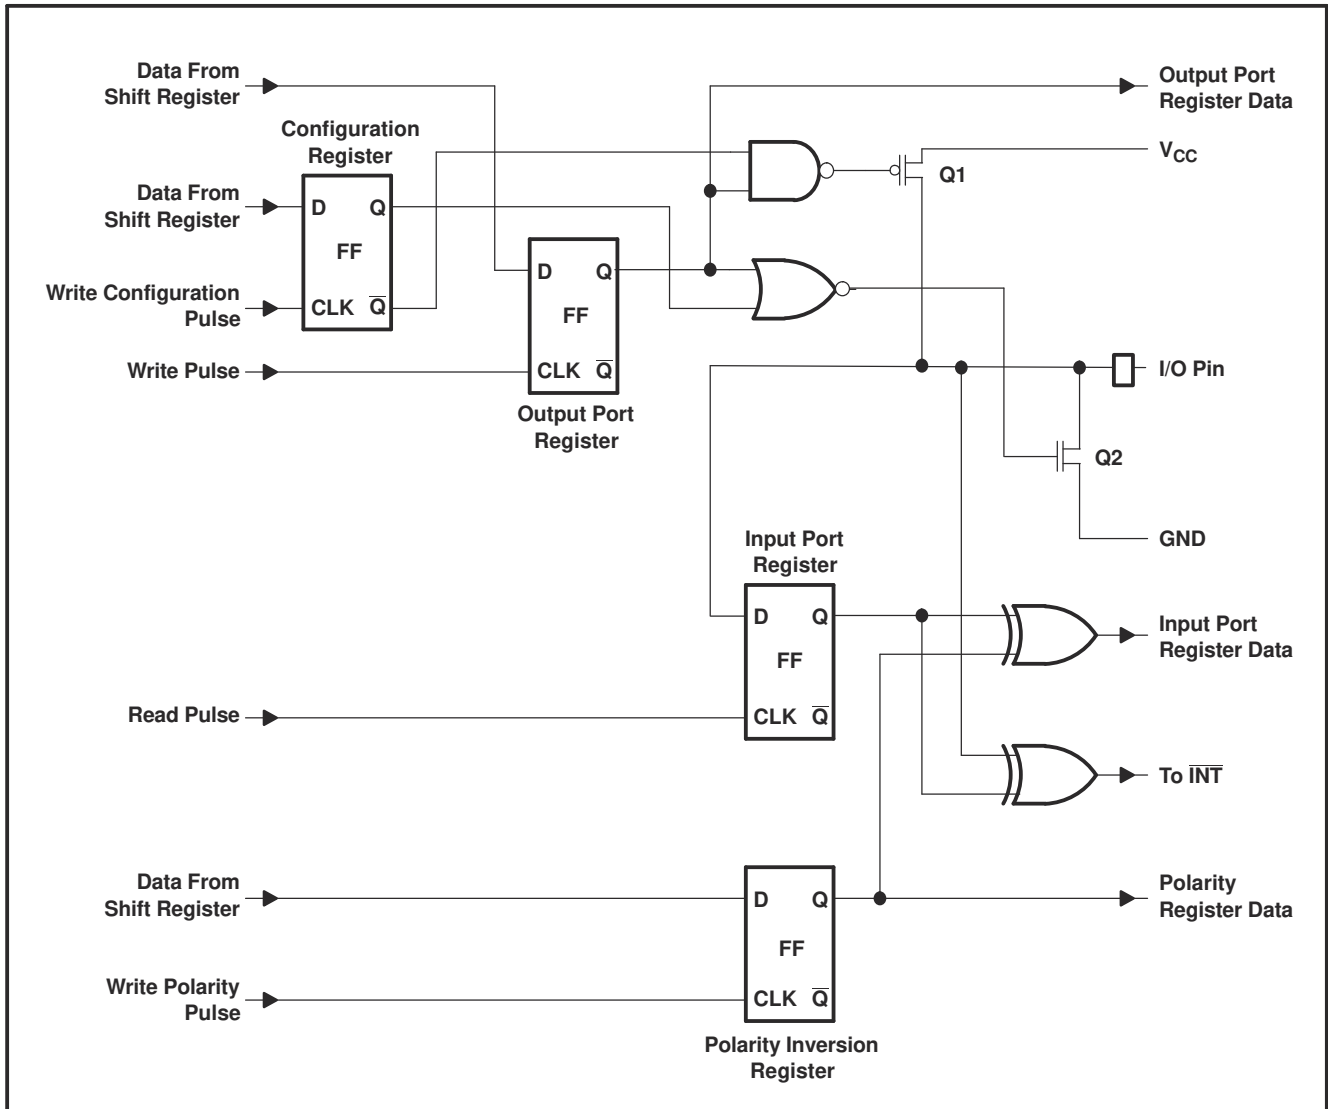 Data From
Shift Register
Output Port
Register Data
Configuration
Register
V_CC
Q1
Data From
Shift Register
D Q
FF
CLK Q̅
Write Configuration
Pulse
D Q
FF
CLK Q̅
Write Pulse
I/O Pin
Output Port
Register
Q2
GND
Input Port
Register
D Q
FF
CLK Q̅
Input Port
Register Data
Read Pulse
To I̅N̅T̅
Data From
Shift Register
D Q
FF
CLK Q̅
Polarity
Register Data
Write Polarity
Pulse
Polarity Inversion
Register